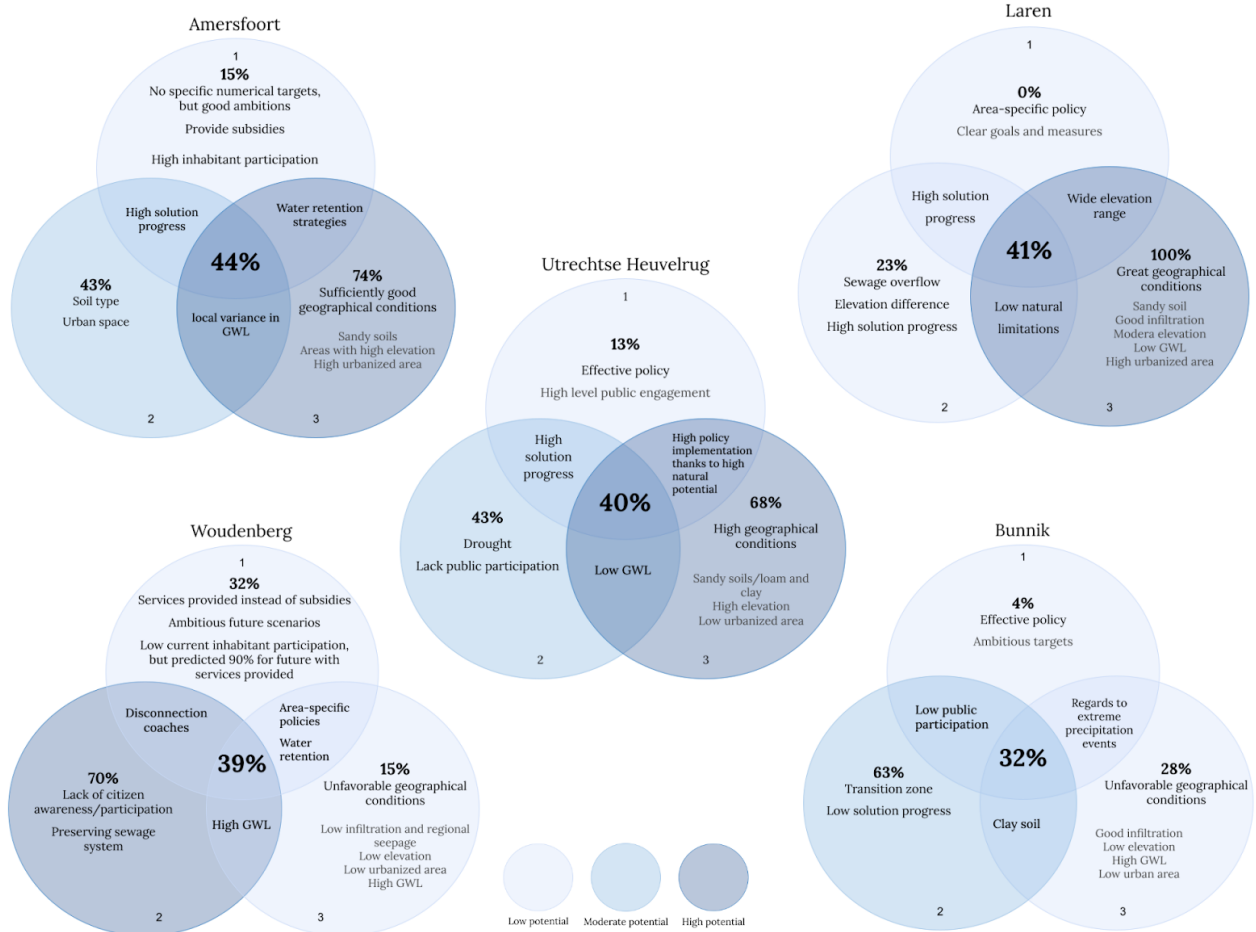 Amersfoort
1
15%
No specific numerical targets,
but good ambitions
Provide subsidies
High inhabitant participation
High solution
progress
Water retention
strategies
44%
43%
Soil type
Urban space
local variance in
GWL
74%
Sufficiently good
geographical conditions
Sandy soils
Areas with high elevation
High urbanized area
2
3
Laren
1
0%
Area-specific policy
Clear goals and measures
High solution
progress
Wide elevation
range
41%
23%
Sewage overflow
Elevation difference
High solution progress
Low natural
limitations
100%
Great geographical
conditions
Sandy soil
Good infiltration
Modera elevation
Low GWL
High urbanized area
2
3
Utrechtse Heuvelrug
1
13%
Effective policy
High level public engagement
High
solution
progress
High policy
implementation
thanks to high
natural
potential
40%
43%
Drought
Lack public participation
Low GWL
68%
High geographical
conditions
Sandy soils/loam and
clay
High elevation
Low urbanized area
2
3
Woudenberg
1
32%
Services provided instead of subsidies
Ambitious future scenarios
Low current inhabitant participation,
but predicted 90% for future with
services provided
Disconnection
coaches
Area-specific
policies
Water
retention
39%
70%
Lack of citizen
awareness/participation
Preserving sewage
system
High GWL
15%
Unfavorable geographical
conditions
Low infiltration and regional
seepage
Low elevation
Low urbanized area
High GWL
2
3
Bunnik
1
4%
Effective policy
Ambitious targets
Low public
participation
Regards to
extreme
precipitation
events
32%
63%
Transition zone
Low solution progress
Clay soil
28%
Unfavorable geographical
conditions
Good infiltration
Low elevation
High GWL
Low urban area
2
3
Low potential
Moderate potential
High potential